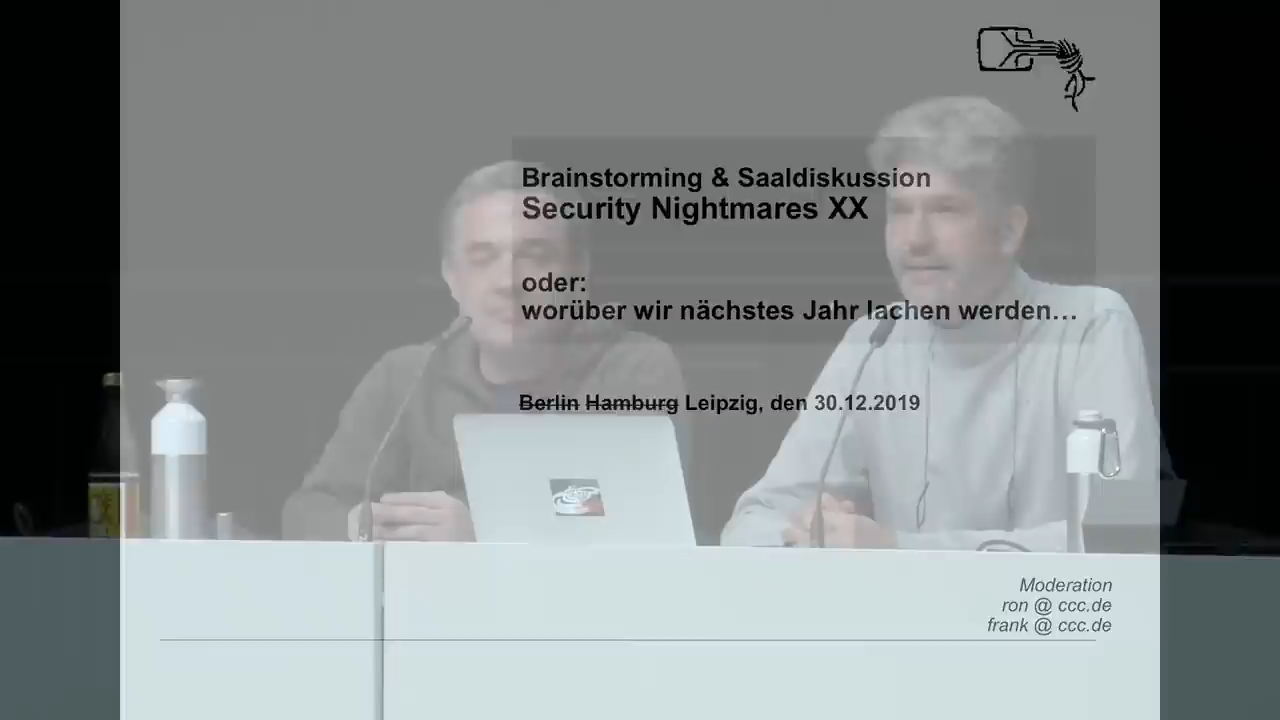 Brainstorming & Saaldiskussion
Security Nightmares XX
oder:
worüber wir nächstes Jahr lachen werden…
Berlin Hamburg Leipzig, den 30.12.2019
Moderation
ron @ ccc.de
frank @ ccc.de